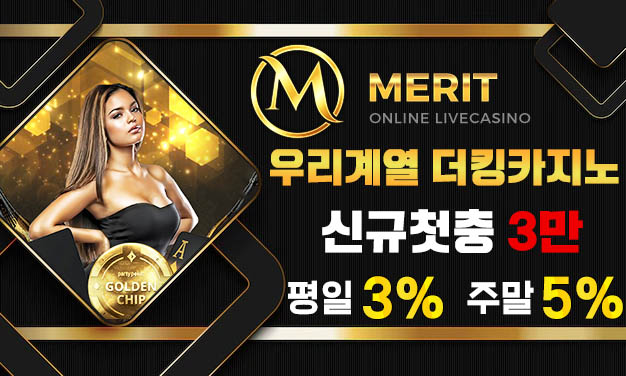 M
MERIT
ONLINE LIVECASINO
우리계열 더킹카지노
신규첫충 3만
평일 3% 주말 5%
A
partypoker
GOLDEN
CHIP